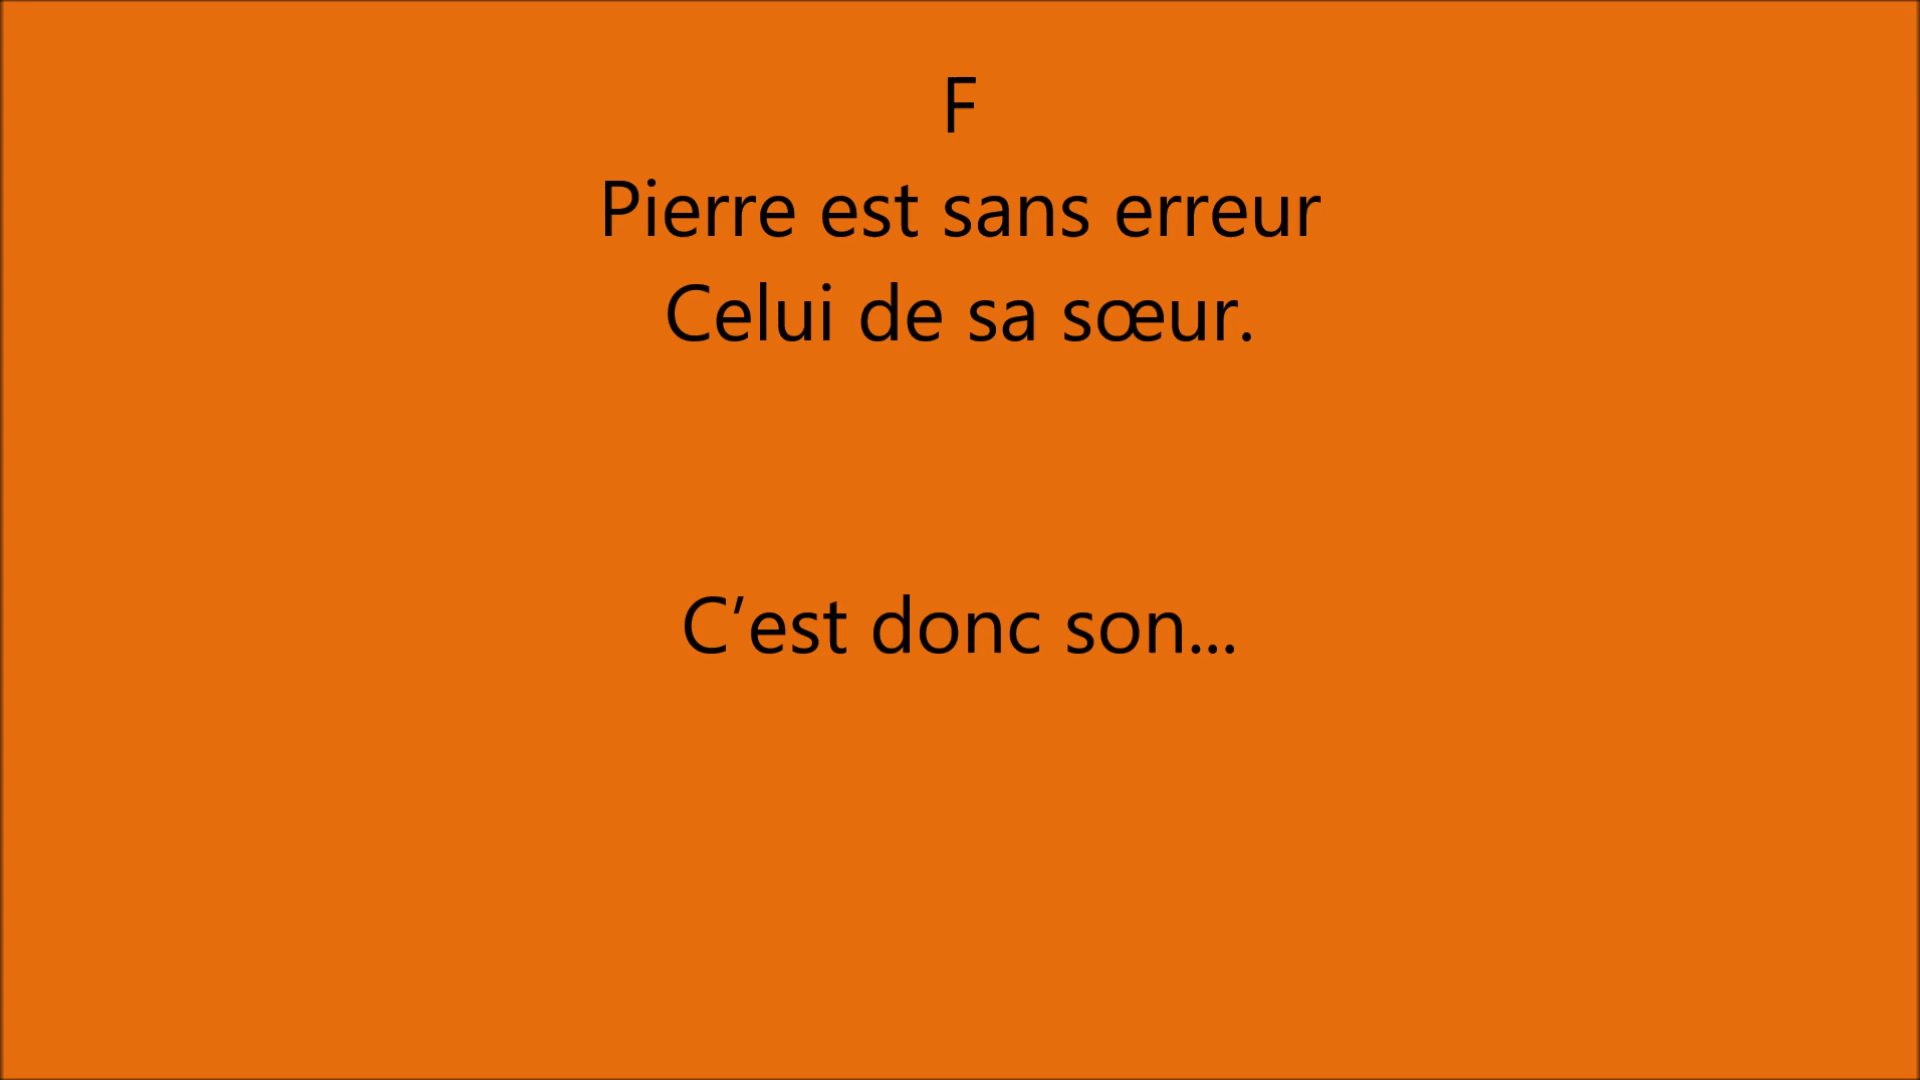 F
Pierre est sans erreur
Celui de sa sœur.
C’est donc son...